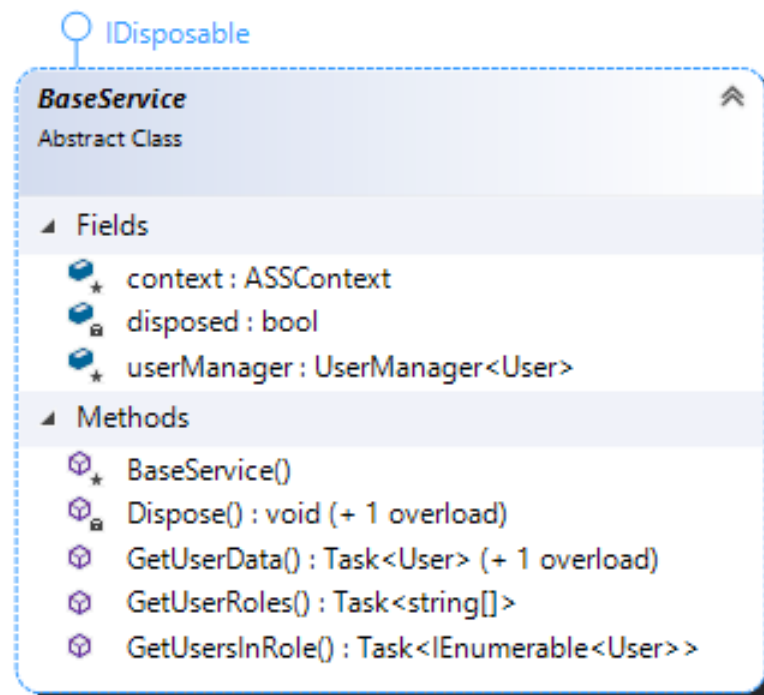 IDisposable
BaseService
Abstract Class
Fields
context : ASSContext
disposed : bool
userManager : UserManager<User>
Methods
BaseService()
Dispose() : void (+ 1 overload)
GetUserData() : Task<User> (+ 1 overload)
GetUserRoles() : Task<string[]>
GetUsersInRole() : Task<IEnumerable<User>>